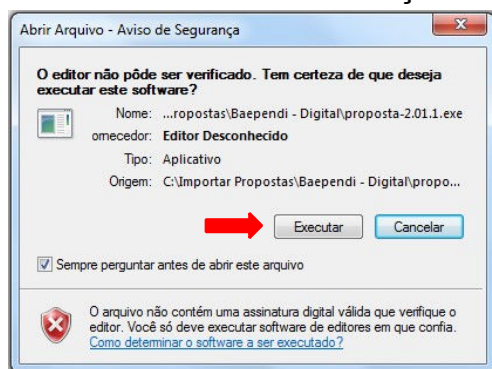 Abrir Arquivo - Aviso de Segurança
O editor não pôde ser verificado. Tem certeza de que deseja
executar este software?
Nome: ...ropostas\Baependi - Digital\proposta-2.01.1.exe
ornecedor: Editor Desconhecido
Tipo: Aplicativo
Origem: C:\Importar Propostas\Baependi - Digital\propo...
Executar Cancelar
Sempre perguntar antes de abrir este arquivo
O arquivo não contém uma assinatura digital válida que verifique o
editor. Você só deve executar software de editores em que confia.
Como determinar o software a ser executado?